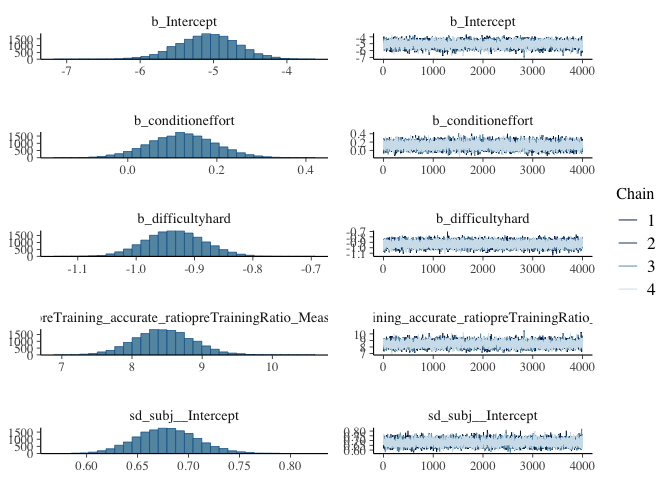 b_Intercept
1500
1000
500
0
-7 -6 -5 -4
b_Intercept
-4
-5
-6
-7
0 1000 2000 3000 4000
b_conditioneffort
1500
1000
500
0
0.0 0.2 0.4
b_conditioneffort
0.4
0.2
0.0
0 1000 2000 3000 4000
b_difficultyhard
1500
1000
500
0
-1.1 -1.0 -0.9 -0.8 -0.7
b_difficultyhard
-0.7
-1.1
0 1000 2000 3000 4000
preTraining_accurate_ratiopreTrainingRatio_Meas
1500
1000
500
0
7 8 9 10
ining_accurate_ratiopreTrainingRatio_
10
9
8
7
0 1000 2000 3000 4000
sd_subj__Intercept
1500
1000
500
0
0.60 0.65 0.70 0.75 0.80
sd_subj__Intercept
0.80
0.60
0 1000 2000 3000 4000
Chain
1
2
3
4